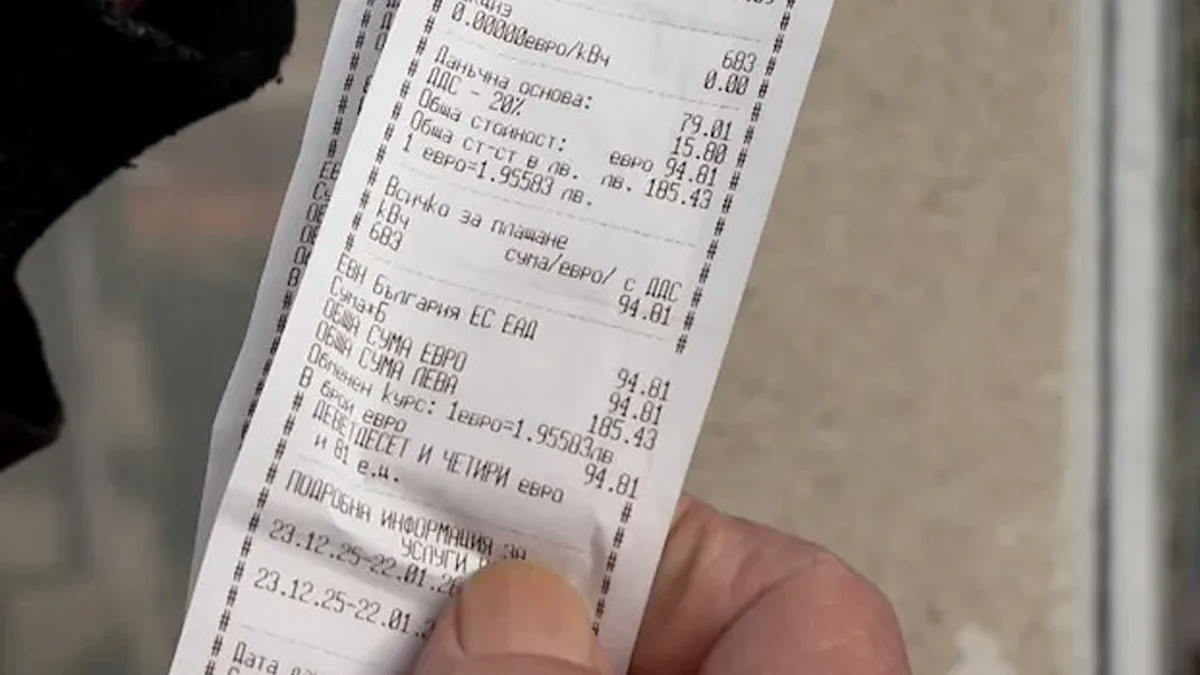 683
0.00000евро/kВч 0.00
Данъчна основа: 79.01
ДДС - 20% 15.80
Обща стойност: евро 94.81
Обща ст-ст в лв. лв. 185.43
1 евро=1.95583 лв.
Всичко за плащане
kВч сума/евро/ с ДДС
683 94.81
ЕВН България ЕС ЕАД
Сума+Б 94.81
ОБЩА СУМА ЕВРО 94.81
ОБЩА СУМА ЛЕВА 185.43
Обменен курс: 1евро=1.95583лв
В брой евро 94.81
ДЕВЕТДЕСЕТ И ЧЕТИРИ евро
и 81 е.ц.
ПОДРОБНА ИНФОРМАЦИЯ ЗА
УСЛУГИ
23.12.25-22.01.26
23.12.25-22.01.
Дата